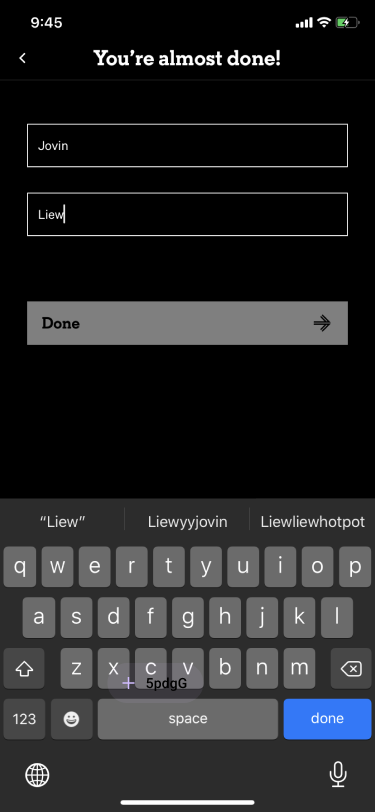 9:45
You're almost done!
Jovin
Liew
Done
"Liew" Liewyyjovin Liewliewhotpot
q w e r t y u i o p
a s d f g h j k l
z x c v b n m
+ 5pdgG
123 space done